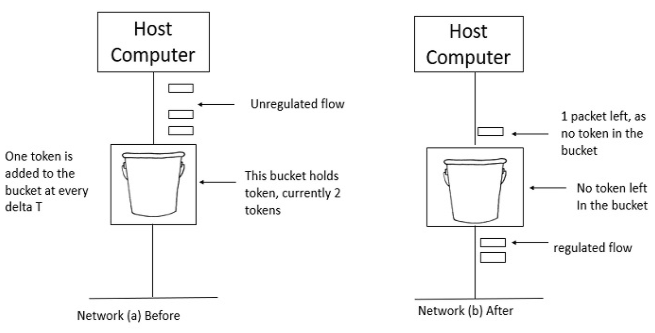 Host
Computer
Unregulated flow
One token is
added to the
bucket at every
delta T
This bucket holds
token, currently 2
tokens
Network (a) Before
Host
Computer
1 packet left, as
no token in the
bucket
No token left
In the bucket
regulated flow
Network (b) After